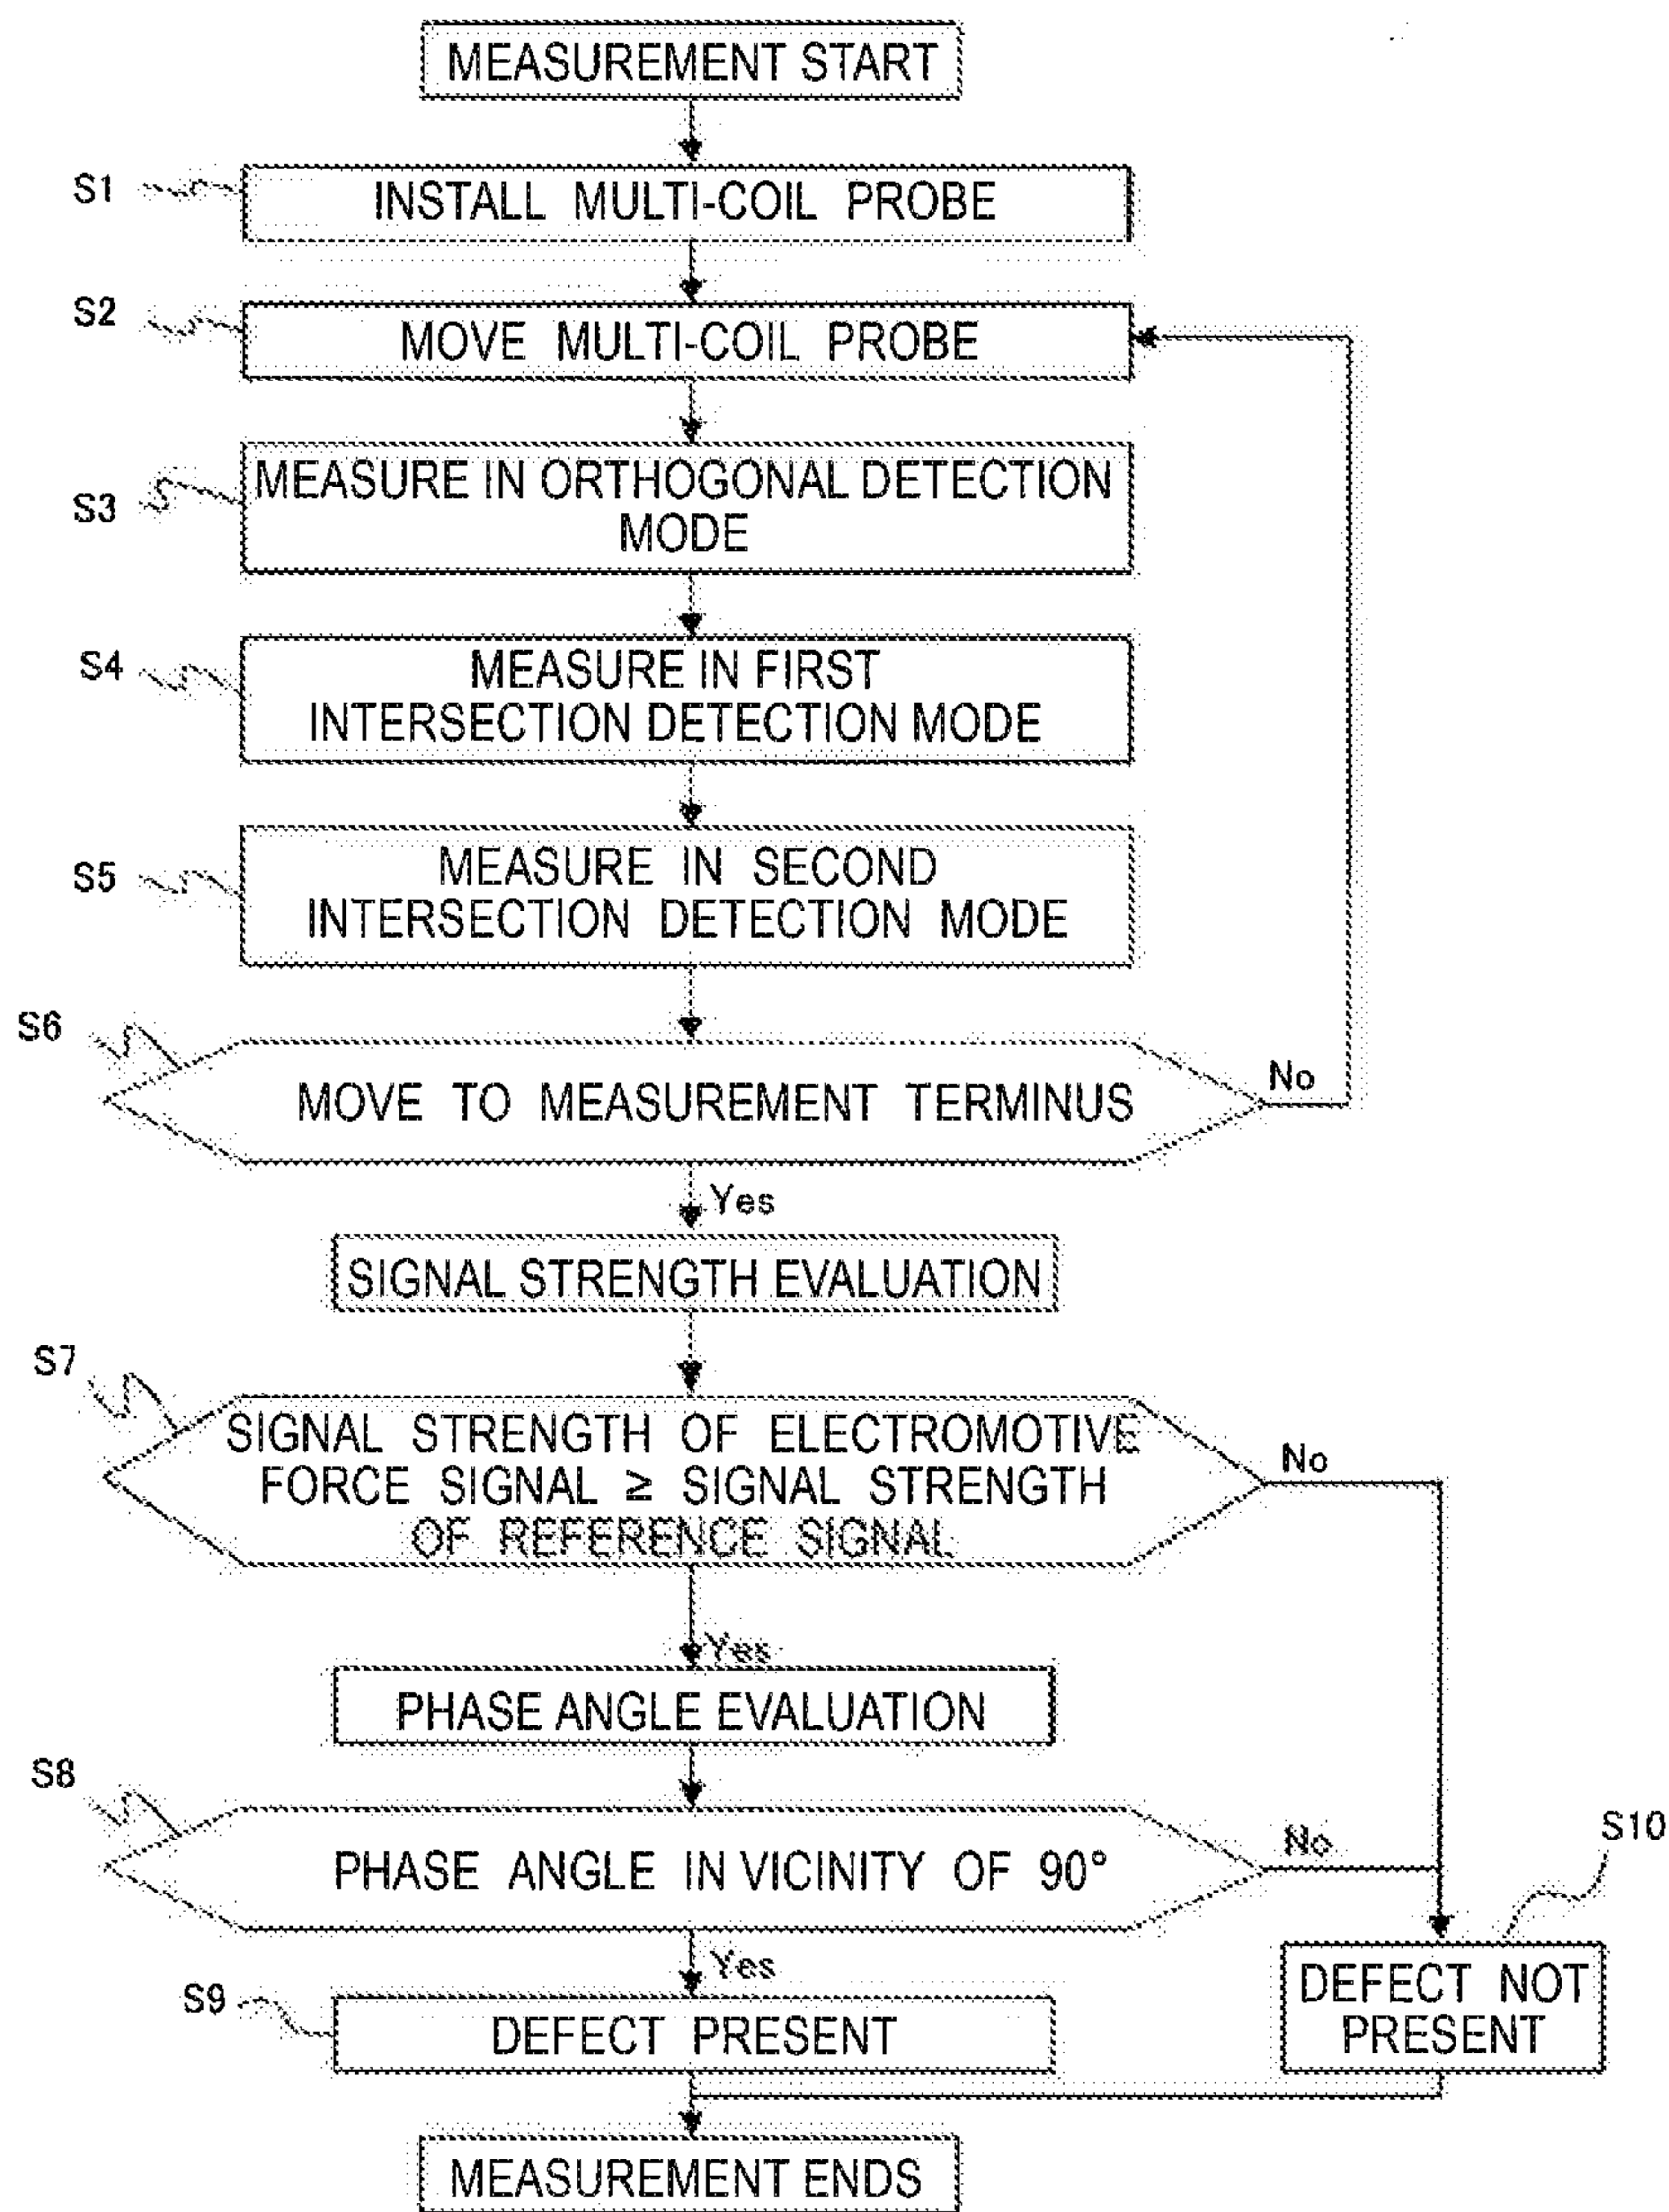 MEASUREMENT START
S1
INSTALL MULTI-COIL PROBE
S2
MOVE MULTI-COIL PROBE
S3
MEASURE IN ORTHOGONAL DETECTION
MODE
S4
MEASURE IN FIRST
INTERSECTION DETECTION MODE
S5
MEASURE IN SECOND
INTERSECTION DETECTION MODE
S6
MOVE TO MEASUREMENT TERMINUS
No
Yes
SIGNAL STRENGTH EVALUATION
S7
SIGNAL STRENGTH OF ELECTROMOTIVE
FORCE SIGNAL ≥ SIGNAL STRENGTH
OF REFERENCE SIGNAL
No
Yes
PHASE ANGLE EVALUATION
S8
PHASE ANGLE IN VICINITY OF 90°
No
Yes
S10
DEFECT NOT
PRESENT
S9
DEFECT PRESENT
MEASUREMENT ENDS